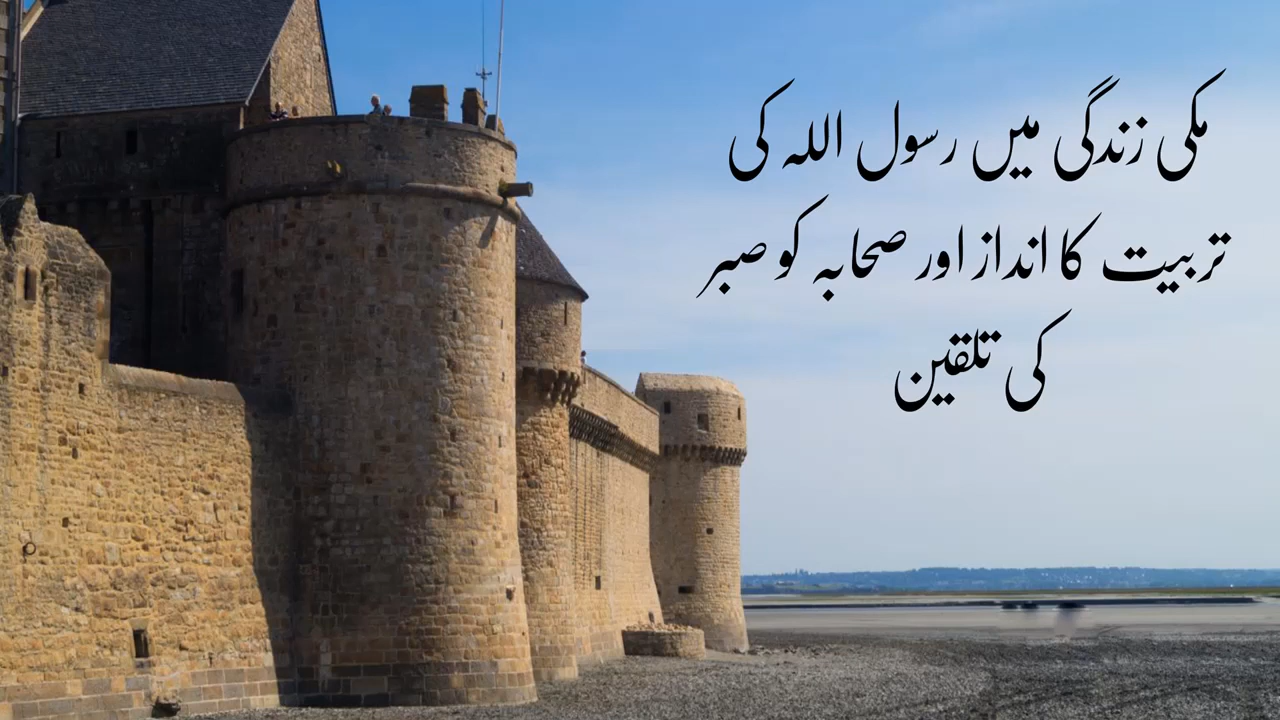 مکی زندگی میں رسول اللہ کی
تربیت کا انداز اور صحابہ کو صبر
کی تلقین